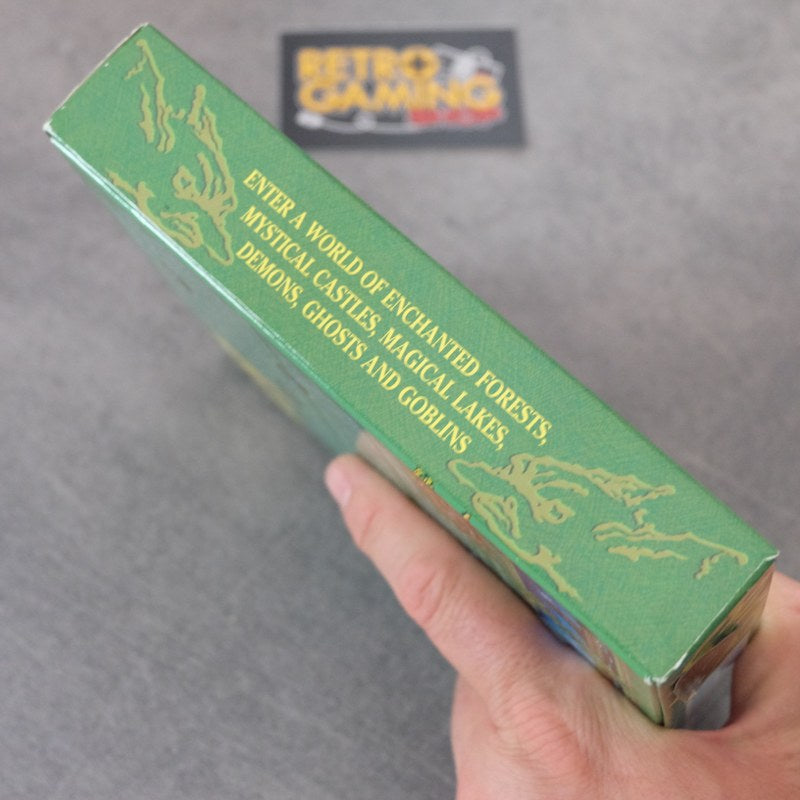 RETRO
GAMING
ENTER A WORLD OF ENCHANTED FORESTS,
MYSTICAL CASTLES, MAGICAL LAKES,
DEMONS, GHOSTS AND GOBLINS